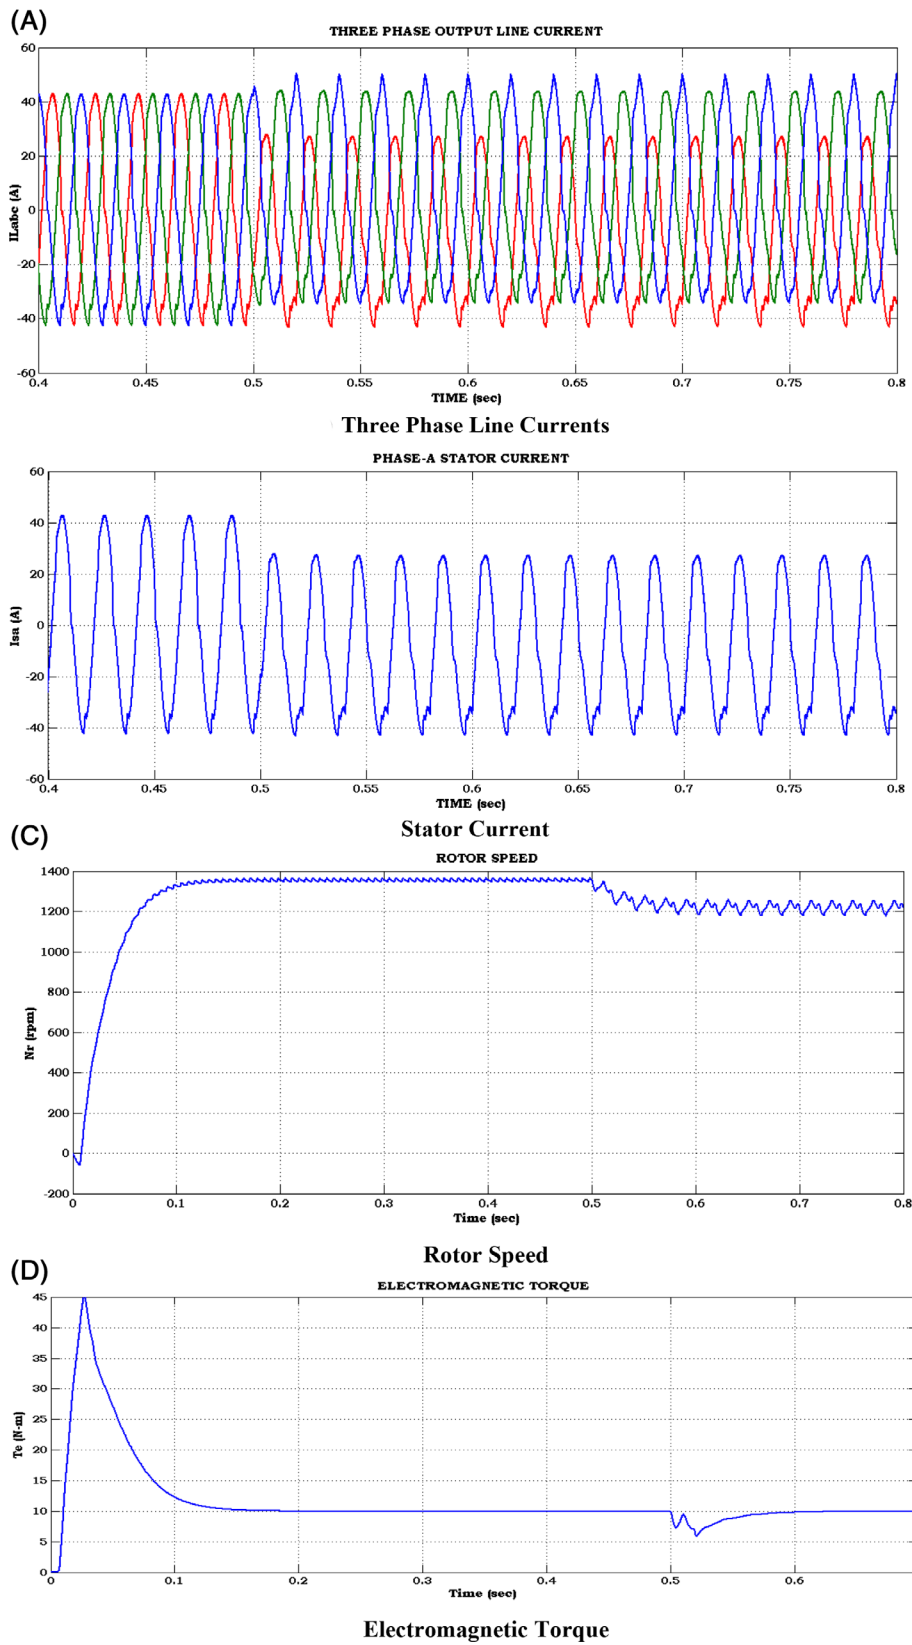 (A)
THREE PHASE OUTPUT LINE CURRENT
60
40
20
0
-20
-40
-60
ILabc (A)
0.4 0.45 0.5 0.55 0.6 0.65 0.7 0.75 0.8
TIME (sec)
Three Phase Line Currents
PHASE-A STATOR CURRENT
60
40
20
0
-20
-40
-60
Isa (A)
0.4 0.45 0.5 0.55 0.6 0.65 0.7 0.75 0.8
TIME (sec)
Stator Current
(C)
ROTOR SPEED
1400
1200
1000
800
600
400
200
0
-200
Nr (rpm)
0 0.1 0.2 0.3 0.4 0.5 0.6 0.7 0.8
Time (sec)
Rotor Speed
(D)
ELECTROMAGNETIC TORQUE
45
40
35
30
25
20
15
10
5
0
Te (N-m)
0 0.1 0.2 0.3 0.4 0.5 0.6
Time (sec)
Electromagnetic Torque